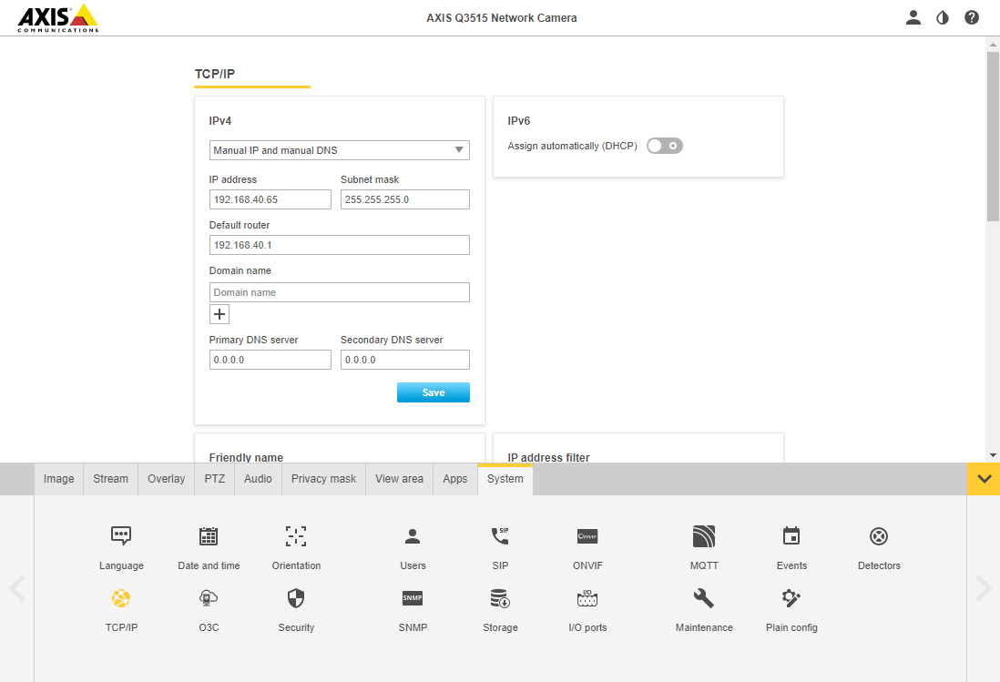 AXIS
COMMUNICATIONS
AXIS Q3515 Network Camera
TCP/IP
IPv4
Manual IP and manual DNS
IP address Subnet mask
192.168.40.65 255.255.255.0
Default router
192.168.40.1
Domain name
Domain name
Primary DNS server Secondary DNS server
0.0.0.0 0.0.0.0
Save
IPv6
Assign automatically (DHCP)
Friendly name
IP address filter
Image Stream Overlay PTZ Audio Privacy mask View area Apps System
SIP ONVIF
Language Date and time Orientation Users SIP ONVIF MQTT Events Detectors
SNMP I/O
TCP/IP O3C Security SNMP Storage I/O ports Maintenance Plain config